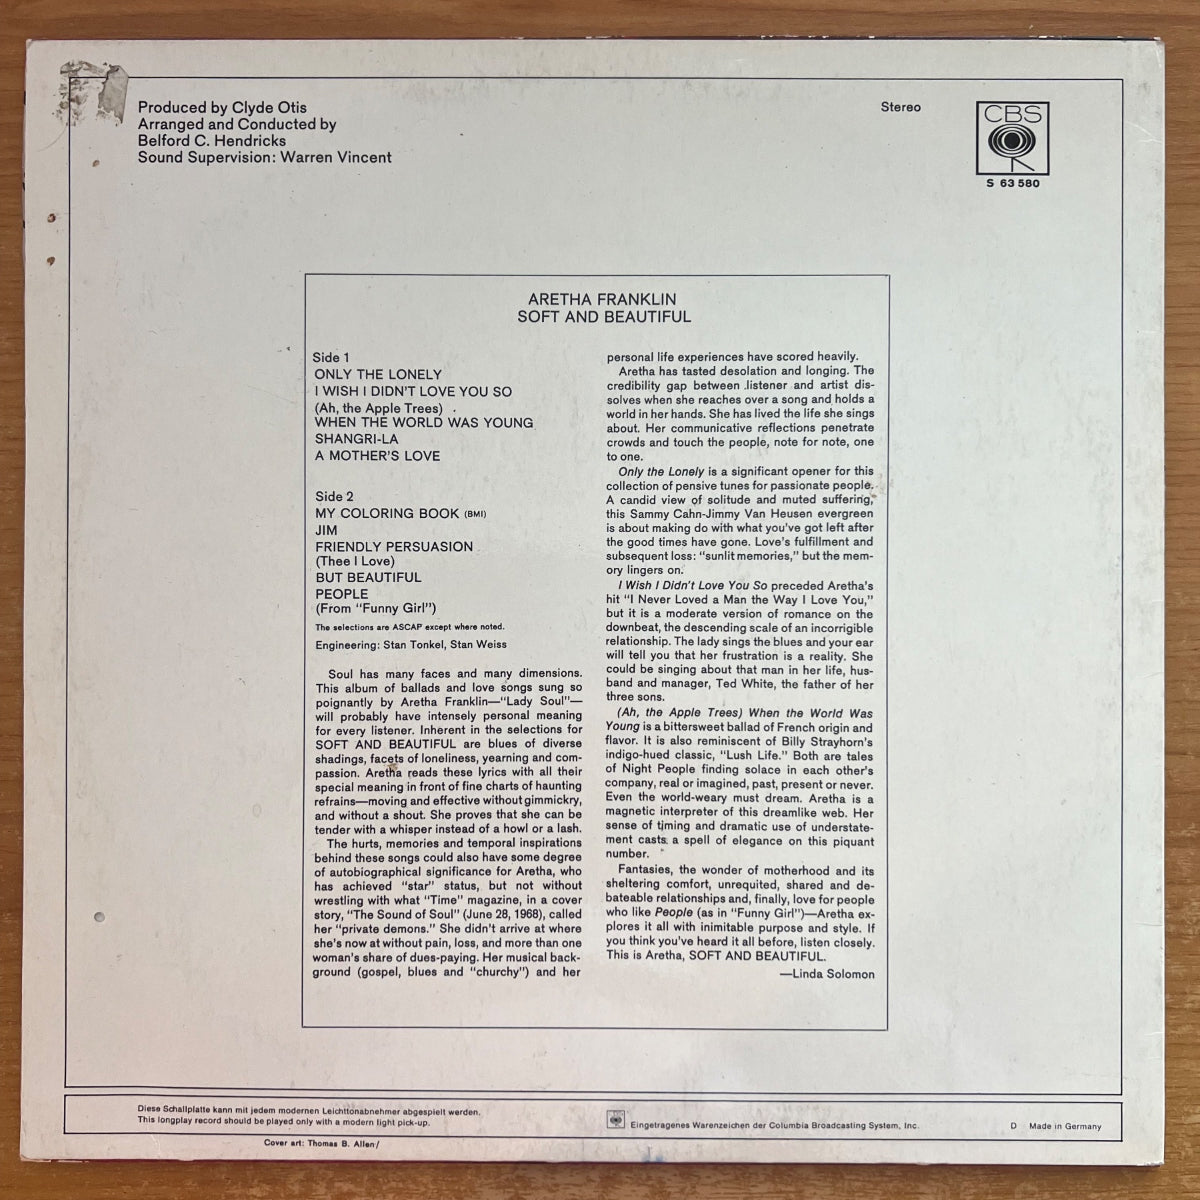 Produced by Clyde Otis
Arranged and Conducted by
Belford C. Hendricks
Sound Supervision: Warren Vincent
Stereo
CBS
S 63 580
ARETHA FRANKLIN
SOFT AND BEAUTIFUL
Side 1
ONLY THE LONELY
I WISH I DIDN'T LOVE YOU SO
(Ah, the Apple Trees)
WHEN THE WORLD WAS YOUNG
SHANGRI-LA
A MOTHER'S LOVE
Side 2
MY COLORING BOOK (BMI)
JIM
FRIENDLY PERSUASION
(Thee I Love)
BUT BEAUTIFUL
PEOPLE
(From "Funny Girl")
The selections are ASCAP except where noted.
Engineering: Stan Tonkel, Stan Weiss
Soul has many faces and many dimensions.
This album of ballads and love songs sung so
poignantly by Aretha Franklin—"Lady Soul"—
will probably have intensely personal meaning
for every listener. Inherent in the selections for
SOFT AND BEAUTIFUL are blues of diverse
shadings, facets of loneliness, yearning and com-
passion. Aretha reads these lyrics with all their
special meaning in front of fine charts of haunting
refrains—moving and effective without gimmickry,
and without a shout. She proves that she can be
tender with a whisper instead of a howl or a lash.
The hurts, memories and temporal inspirations
behind these songs could also have some degree
of autobiographical significance for Aretha, who
has achieved "star" status, but not without
wrestling with what "Time" magazine, in a cover
story, "The Sound of Soul" (June 28, 1968), called
her "private demons." She didn't arrive at where
she's now at without pain, loss, and more than one
woman's share of dues-paying. Her musical back-
ground (gospel, blues and "churchy") and her
personal life experiences have scored heavily.
Aretha has tasted desolation and longing. The
credibility gap between listener and artist dis-
solves when she reaches over a song and holds a
world in her hands. She has lived the life she sings
about. Her communicative reflections penetrate
crowds and touch the people, note for note, one
to one.
Only the Lonely is a significant opener for this
collection of pensive tunes for passionate people.
A candid view of solitude and muted suffering,
this Sammy Cahn-Jimmy Van Heusen evergreen
is about making do with what you've got left after
the good times have gone. Love's fulfillment and
subsequent loss: "sunlit memories," but the mem-
ory lingers on.
I Wish I Didn't Love You So preceded Aretha's
hit "I Never Loved a Man the Way I Love You,"
but it is a moderate version of romance on the
downbeat, the descending scale of an incorrigible
relationship. The lady sings the blues and your ear
will tell you that her frustration is a reality. She
could be singing about that man in her life, hus-
band and manager, Ted White, the father of her
three sons.
(Ah, the Apple Trees) When the World Was
Young is a bittersweet ballad of French origin and
flavor. It is also reminiscent of Billy Strayhorn's
indigo-hued classic, "Lush Life." Both are tales
of Night People finding solace in each other's
company, real or imagined, past, present or never.
Even the world-weary must dream. Aretha is a
magnetic interpreter of this dreamlike web. Her
sense of timing and dramatic use of understate-
ment casts a spell of elegance on this piquant
number.
Fantasies, the wonder of motherhood and its
sheltering comfort, unrequited, shared and de-
bateable relationships and, finally, love for people
who like People (as in "Funny Girl")—Aretha ex-
plores it all with inimitable purpose and style. If
you think you've heard it all before, listen closely.
This is Aretha, SOFT AND BEAUTIFUL.
—Linda Solomon
Diese Schallplatte kann mit jedem modernen Leichttonabnehmer abgespielt werden.
This longplay record should be played only with a modern light pick-up.
Eingetragenes Warenzeichen der Columbia Broadcasting System, Inc.
D Made in Germany
Cover art: Thomas B. Allen/